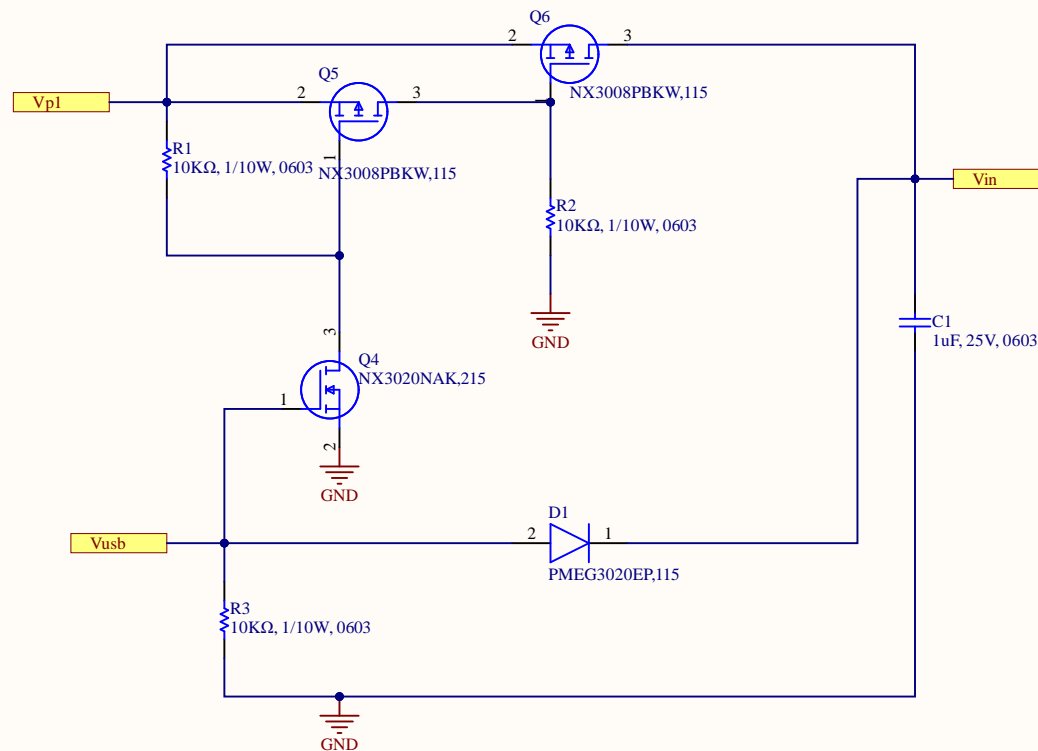 Q6
2
3
NX3008PBKW,115
Q5
2
3
1
NX3008PBKW,115
Vp1
R1
10KΩ, 1/10W, 0603
R2
10KΩ, 1/10W, 0603
GND
Vin
C1
1uF, 25V, 0603
3
Q4
NX3020NAK,215
1
2
GND
Vusb
D1
2
1
PMEG3020EP,115
R3
10KΩ, 1/10W, 0603
GND